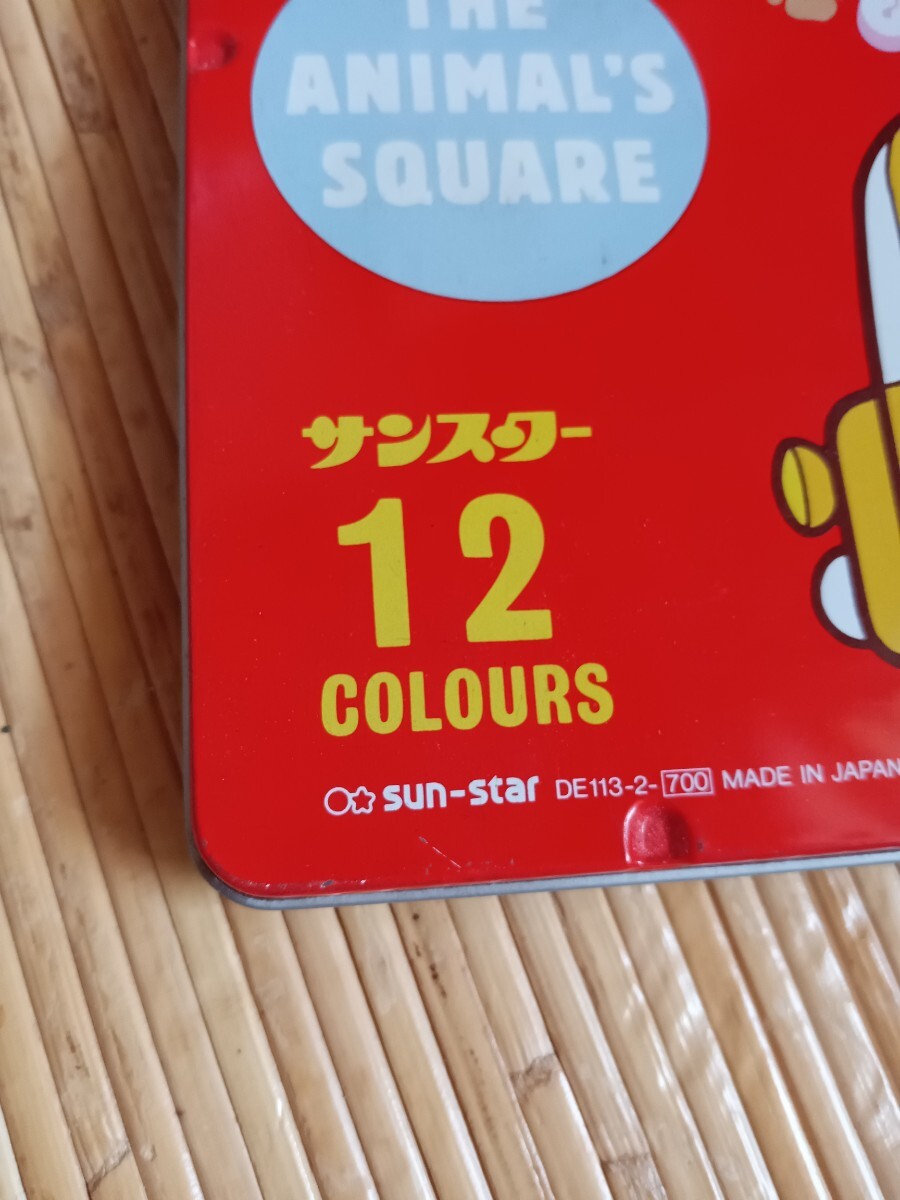 THE
ANIMAL'S
SQUARE
サンスター
12
COLOURS
sun-star DE113-2-700 MADE IN JAPAN